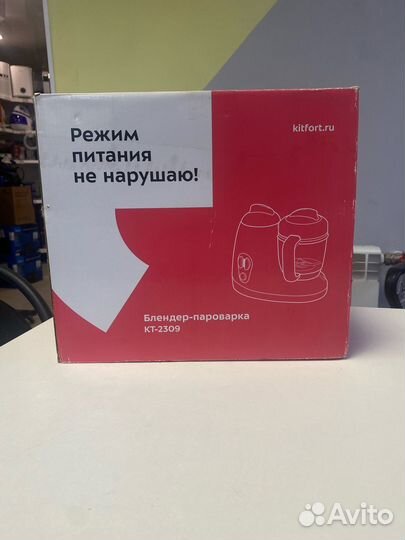 Режим
питания
не нарушаю!
kitfort.ru
Блендер-пароварка
КТ-2309
Avito